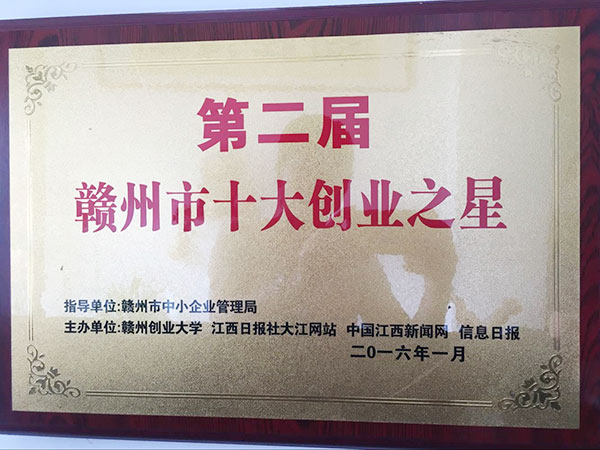 第二届
赣州市十大创业之星
指导单位:赣州市中小企业管理局
主办单位:赣州创业大学 江西日报社大江网站 中国江西新闻网 信息日报
二0一六年一月